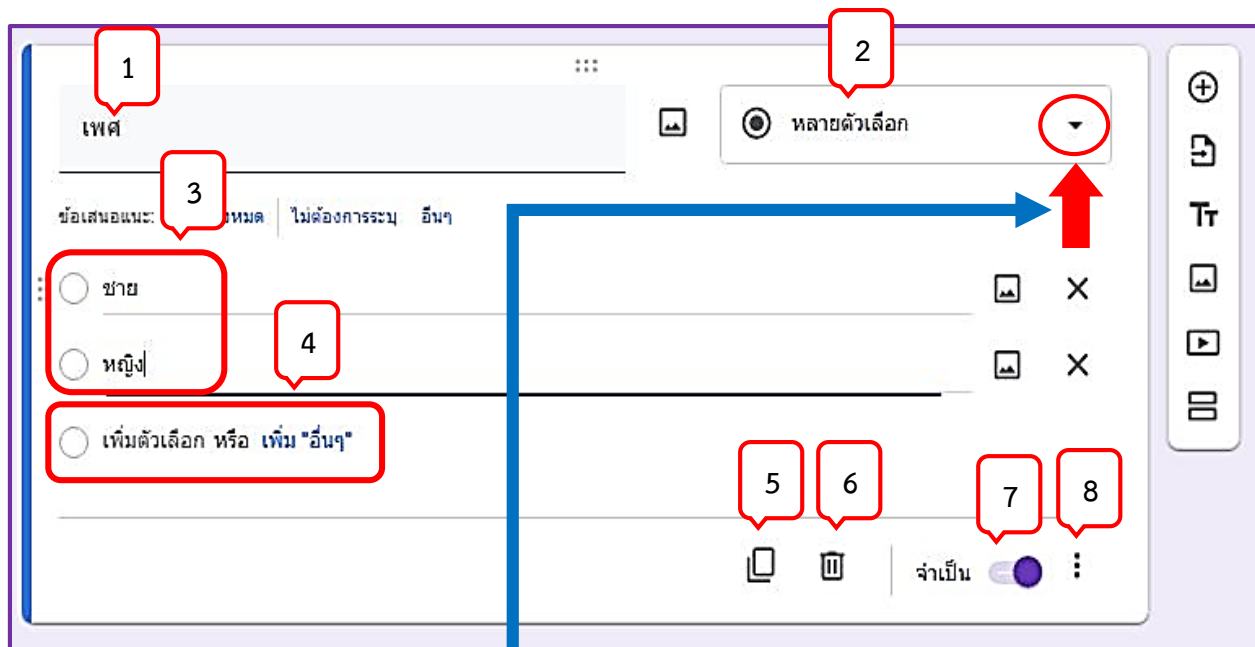 1
2
เพศ
หลายตัวเลือก
3
ข้อเสนอแนะ: ไม่ต้องการระบุ อื่นๆ
ชาย
4
หญิง
เพิ่มตัวเลือก หรือ เพิ่ม "อื่นๆ"
5 6 7 8
จำเป็น